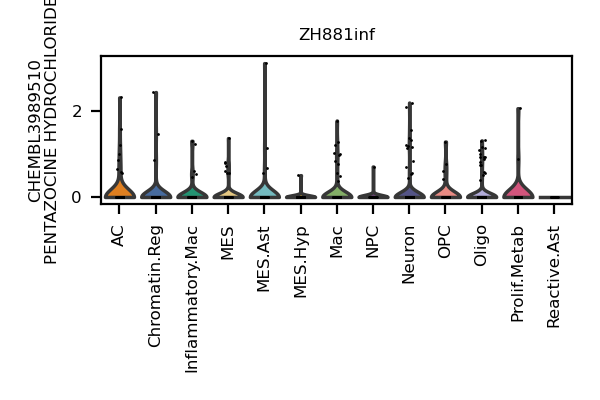 ZH881inf
CHEMBL3989510
PENTAZOCINE HYDROCHLORIDE
2
0
AC
Chromatin.Reg
Inflammatory.Mac
MES
MES.Ast
MES.Hyp
Mac
NPC
Neuron
OPC
Oligo
Prolif.Metab
Reactive.Ast